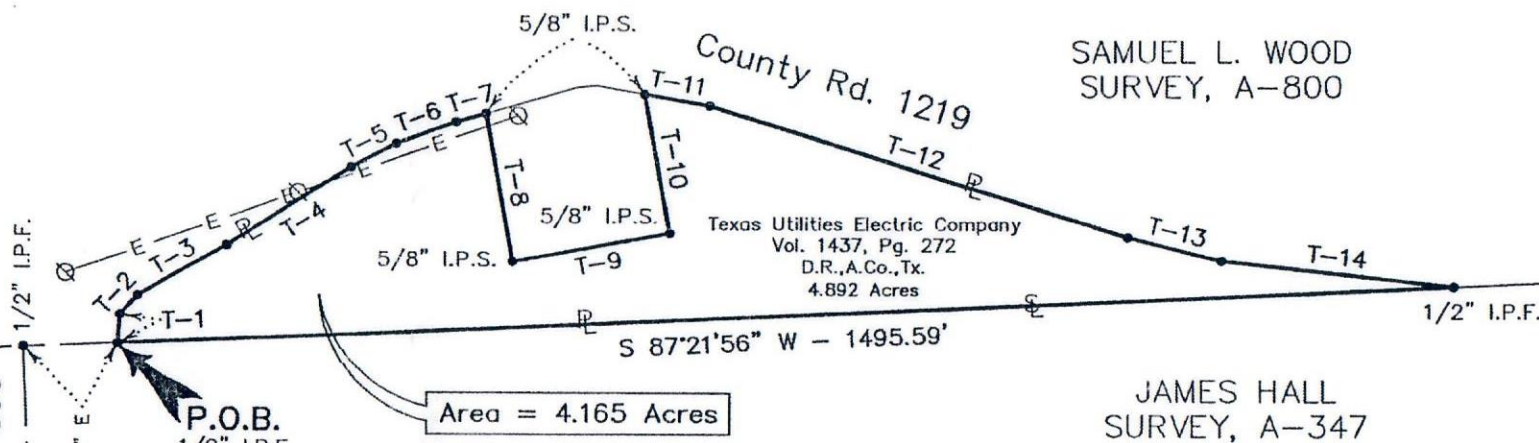 5/8" I.P.S.
County Rd. 1219
SAMUEL L. WOOD
SURVEY, A-800
T-11
T-7
T-6
T-5
E
E
T-12
T-8
T-10
E
P̶L
T-4
P̶L
E
E
5/8" I.P.S.
Texas Utilities Electric Company
Vol. 1437, Pg. 272
D.R.,A.Co.,Tx.
4.892 Acres
T-3
5/8" I.P.S.
T-9
T-13
T-14
1/2" I.P.F.
T-2
T-1
1/2" I.P.F.
PL
SL
S 87°21'56" W - 1495.59'
Area = 4.165 Acres
JAMES HALL
SURVEY, A-347
P.O.B.
E